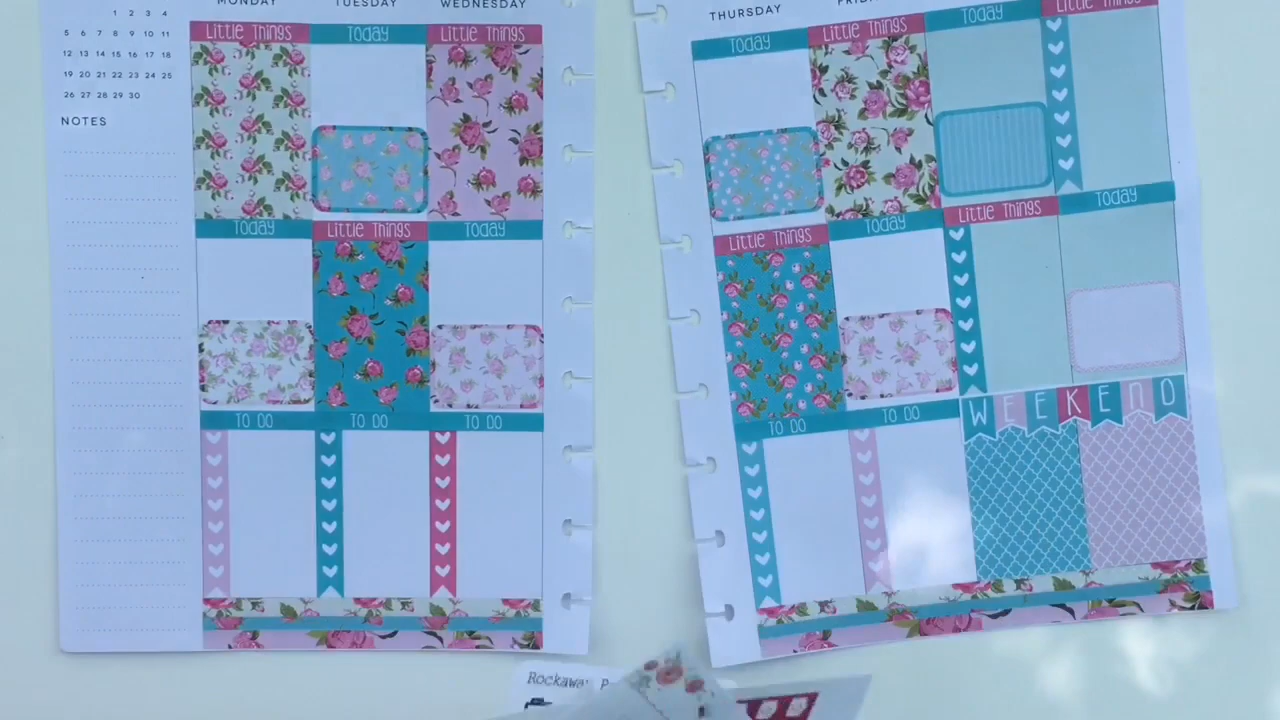 MONDAY TUESDAY WEDNESDAY
1 2 3 4
5 6 7 8 9 10 11
12 13 14 15 16 17 18
19 20 21 22 23 24 25
26 27 28 29 30
NOTES
Little Things Today Little Things
Today Little Things Today
TO DO TO DO TO DO
THURSDAY
Today Little Things Today Little Things
Little Things Today Little Things Today
TO DO TO DO WEEKEND